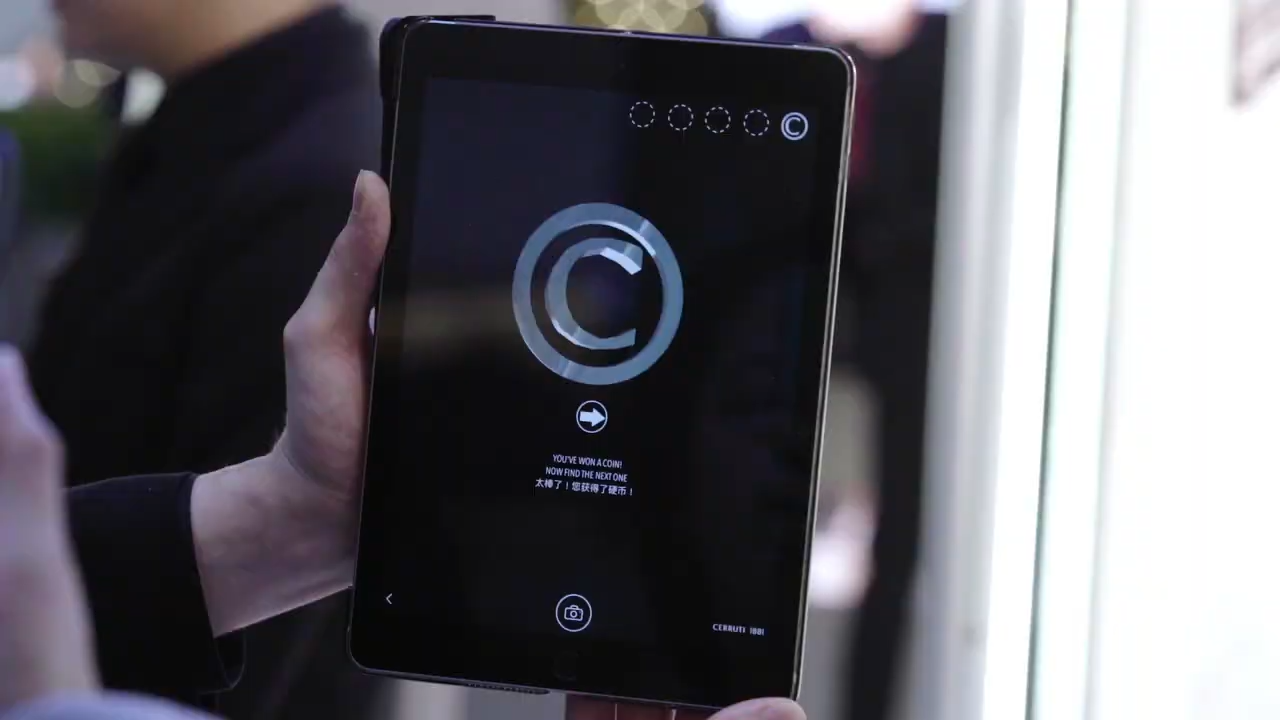 YOU'VE WON A COIN!
NOW FIND THE NEXT ONE
太棒了！您获得了硬币！
CERRUTI 1881